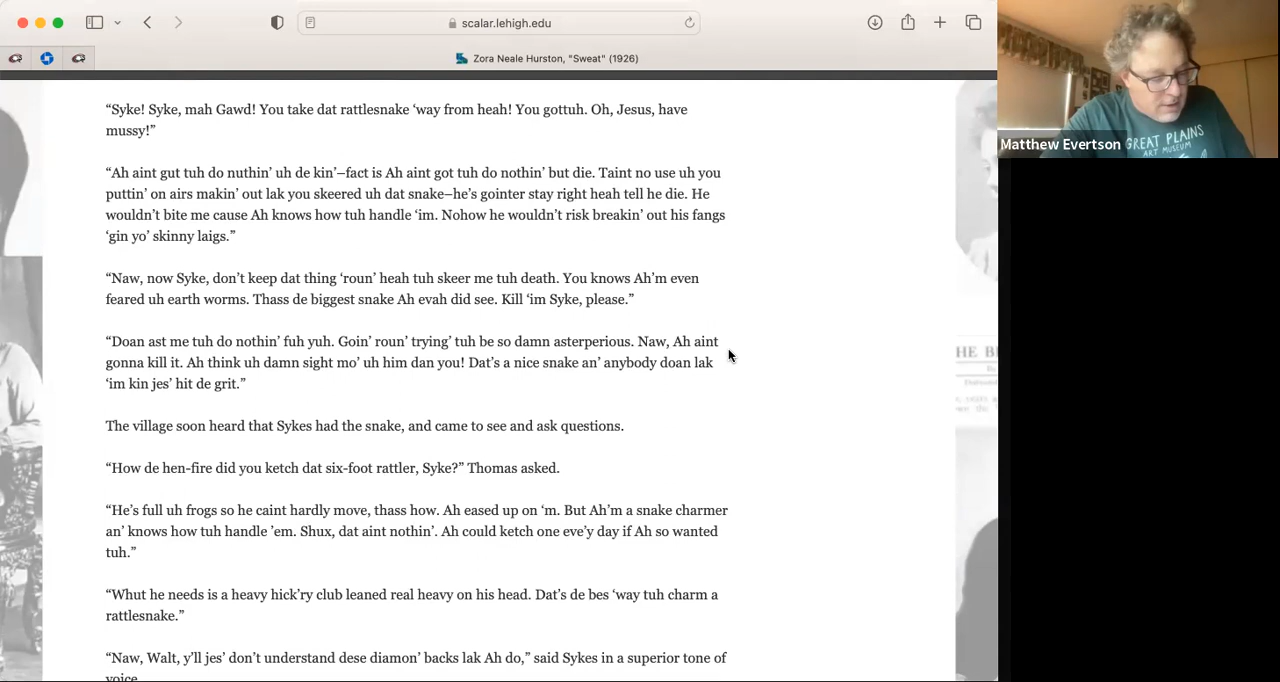 scalar.lehigh.edu
Zora Neale Hurston, "Sweat" (1926)
“Syke! Syke, mah Gawd! You take dat rattlesnake ‘way from heah! You gottuh. Oh, Jesus, have
mussy!”
“Ah aint gut tuh do nuthin’ uh de kin’–fact is Ah aint got tuh do nothin’ but die. Taint no use uh you
puttin’ on airs makin’ out lak you skeered uh dat snake–he’s gointer stay right heah tell he die. He
wouldn’t bite me cause Ah knows how tuh handle ‘im. Nohow he wouldn’t risk breakin’ out his fangs
‘gin yo’ skinny laigs.”
“Naw, now Syke, don’t keep dat thing ‘roun’ heah tuh skeer me tuh death. You knows Ah’m even
feared uh earth worms. Thass de biggest snake Ah evah did see. Kill ‘im Syke, please.”
“Doan ast me tuh do nothin’ fuh yuh. Goin’ roun’ trying’ tuh be so damn asterperious. Naw, Ah aint
gonna kill it. Ah think uh damn sight mo’ uh him dan you! Dat’s a nice snake an’ anybody doan lak
‘im kin jes’ hit de grit.”
The village soon heard that Sykes had the snake, and came to see and ask questions.
“How de hen-fire did you ketch dat six-foot rattler, Syke?” Thomas asked.
“He’s full uh frogs so he caint hardly move, thass how. Ah eased up on ‘m. But Ah’m a snake charmer
an’ knows how tuh handle ’em. Shux, dat aint nothin’. Ah could ketch one eve’y day if Ah so wanted
tuh.”
“Whut he needs is a heavy hick’ry club leaned real heavy on his head. Dat’s de bes ‘way tuh charm a
rattlesnake.”
“Naw, Walt, y’ll jes’ don’t understand dese diamon’ backs lak Ah do,” said Sykes in a superior tone of
voice
HE B
Matthew Evertson
GREAT PLAINS
ART MUSEUM